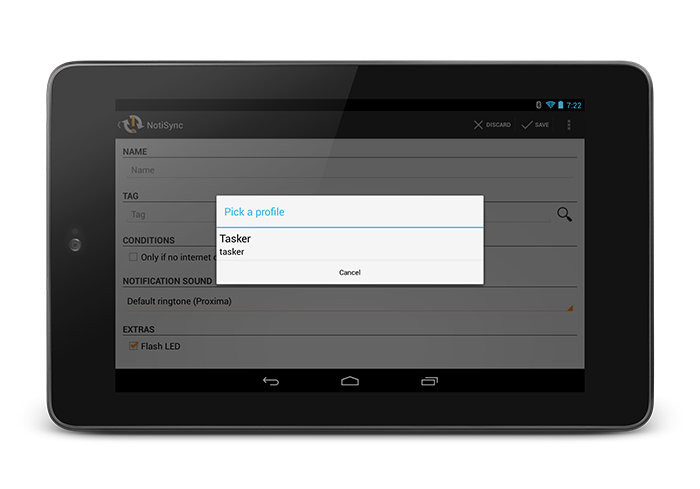 7:22
NotiSync
DISCARD
SAVE
NAME
Name
TAG
Tag
Pick a profile
Tasker
tasker
Cancel
CONDITIONS
Only if no internet
NOTIFICATION SOUND
Default ringtone (Proxima)
EXTRAS
Flash LED